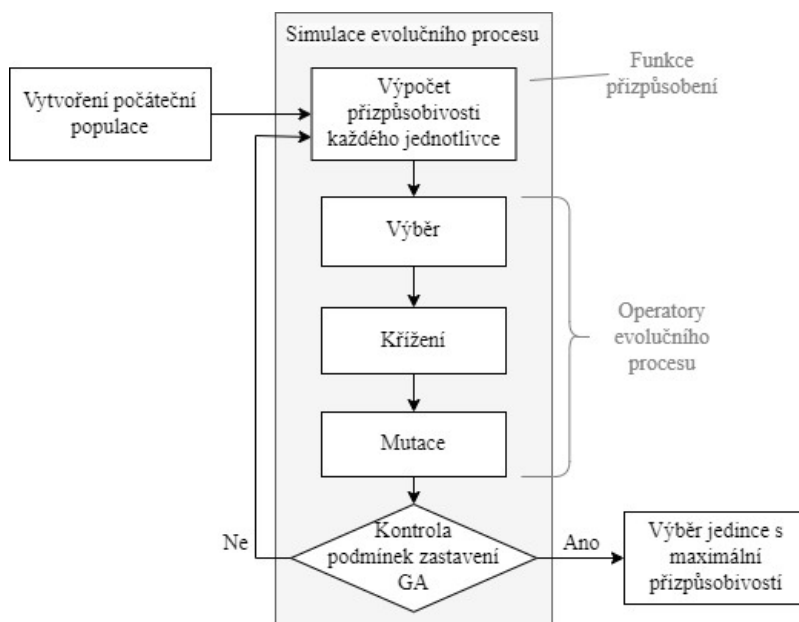 Simulace evolučního procesu
Vytvoření počáteční
populace
Výpočet
přizpůsobivosti
každého jednotlivce
Funkce
přizpůsobení
Výběr
Křížení
Mutace
Operatory
evolučního
procesu
Kontrola
podmínek zastavení
GA
Ne
Ano
Výběr jedince s
maximální
přizpůsobivostí